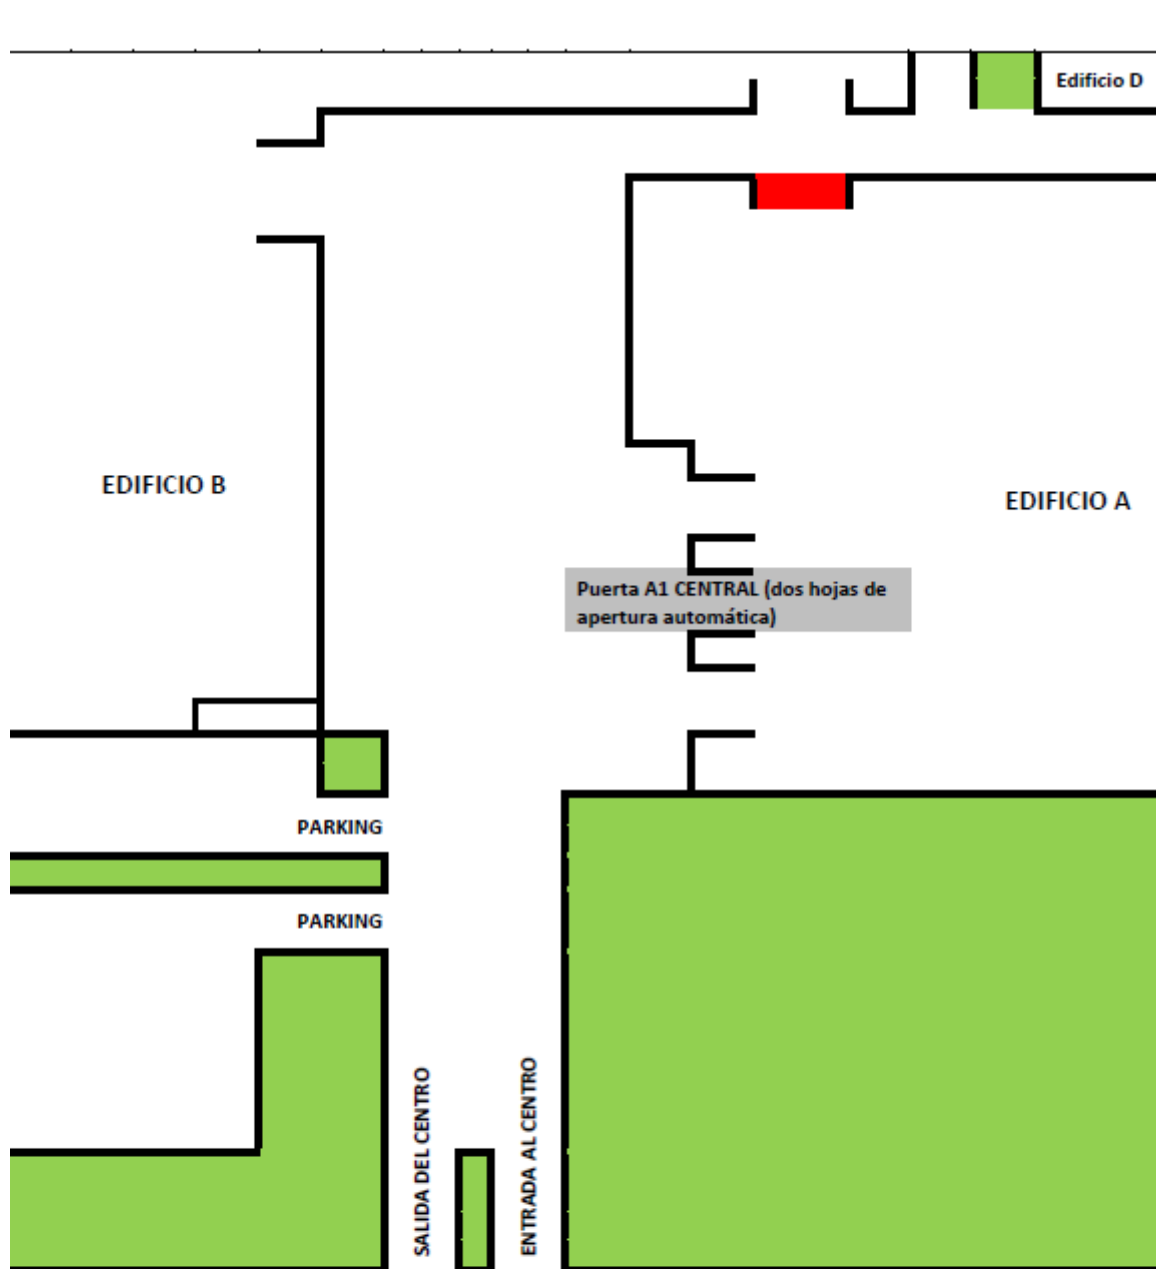 Edificio D
EDIFICIO B
EDIFICIO A
Puerta A1 CENTRAL (dos hojas de
apertura automática)
PARKING
PARKING
SALIDA DEL CENTRO
ENTRADA AL CENTRO